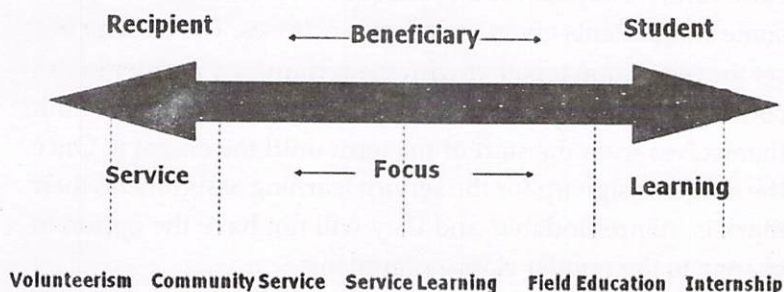 Recipient Beneficiary Student
Service Focus Learning
Volunteerism Community Service Service Learning Field Education Internship